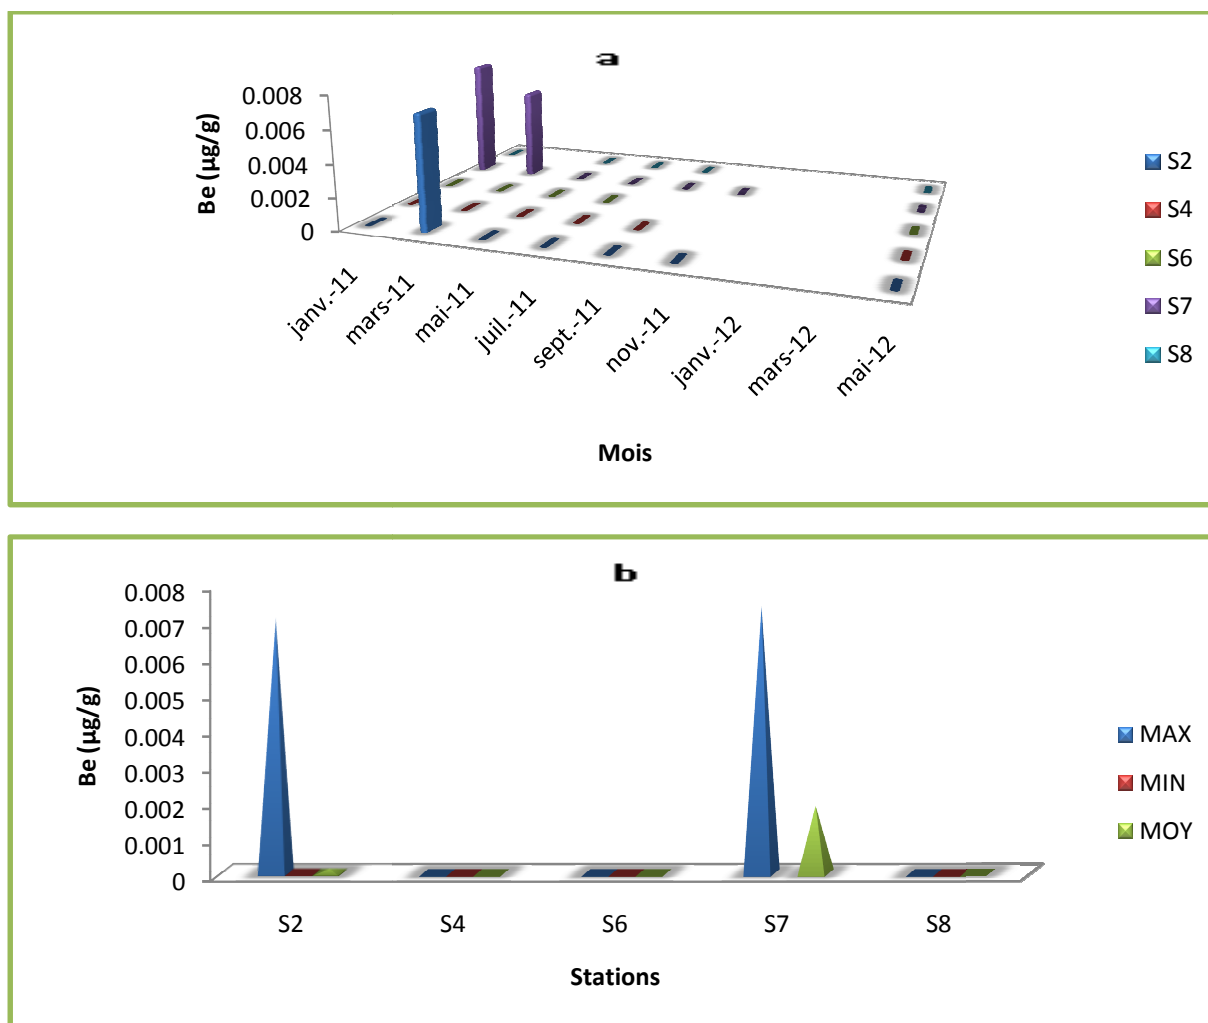 a
0.008
0.006
0.004
0.002
0
Be (µg/g)
janv.-11
mars-11
mai-11
juil.-11
sept.-11
nov.-11
janv.-12
mars-12
mai-12
Mois
S2
S4
S6
S7
S8
b
0.008
0.007
0.006
0.005
0.004
0.003
0.002
0.001
0
Be (µg/g)
S2 S4 S6 S7 S8
Stations
MAX
MIN
MOY